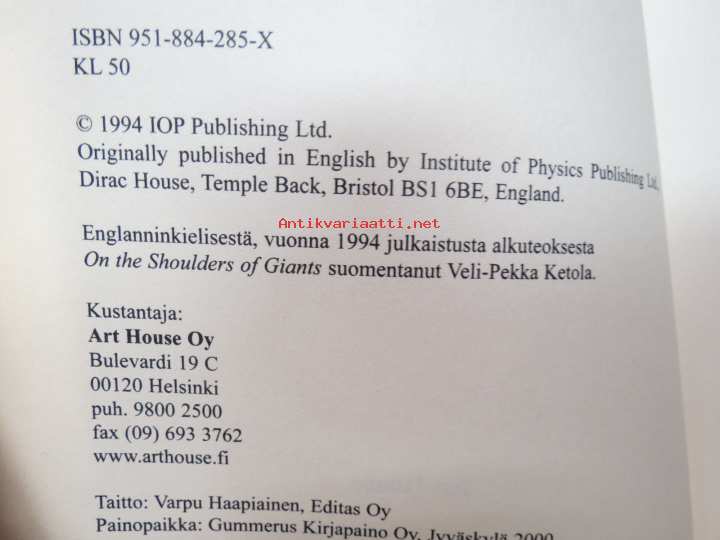 ISBN 951-884-285-X
KL 50
© 1994 IOP Publishing Ltd.
Originally published in English by Institute of Physics Publishing Ltd,
Dirac House, Temple Back, Bristol BS1 6BE, England.
Antikvariaatti.net
Englanninkielisestä, vuonna 1994 julkaistusta alkuteoksesta
On the Shoulders of Giants suomentanut Veli-Pekka Ketola.
Kustantaja:
Art House Oy
Bulevardi 19 C
00120 Helsinki
puh. 9800 2500
fax (09) 693 3762
www.arthouse.fi
Taitto: Varpu Haapiainen, Editas Oy
Painopaikka: Gummerus Kirjapaino Oy, Jyväskylä 2000